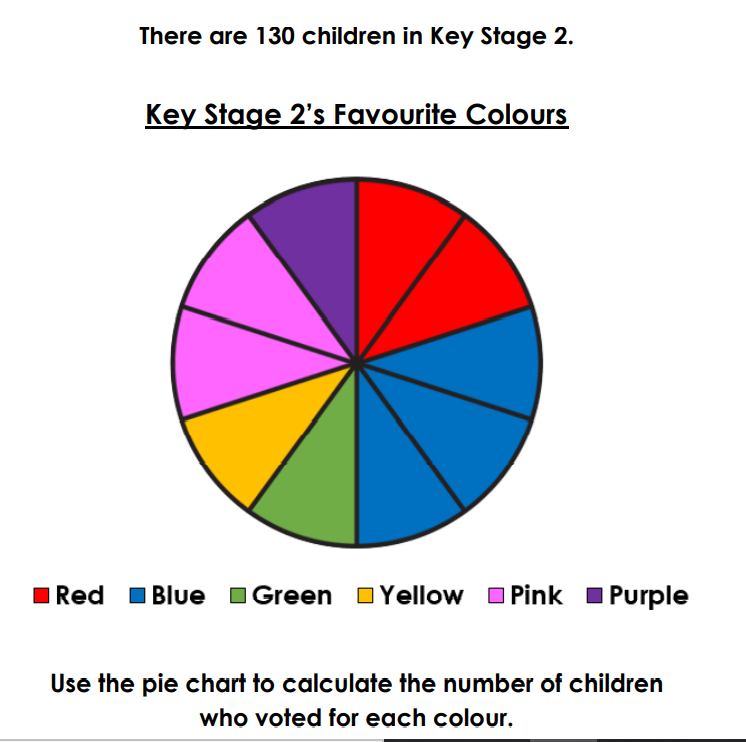 There are 130 children in Key Stage 2.
Key Stage 2’s Favourite Colours
Red Blue Green Yellow Pink Purple
Use the pie chart to calculate the number of children
who voted for each colour.